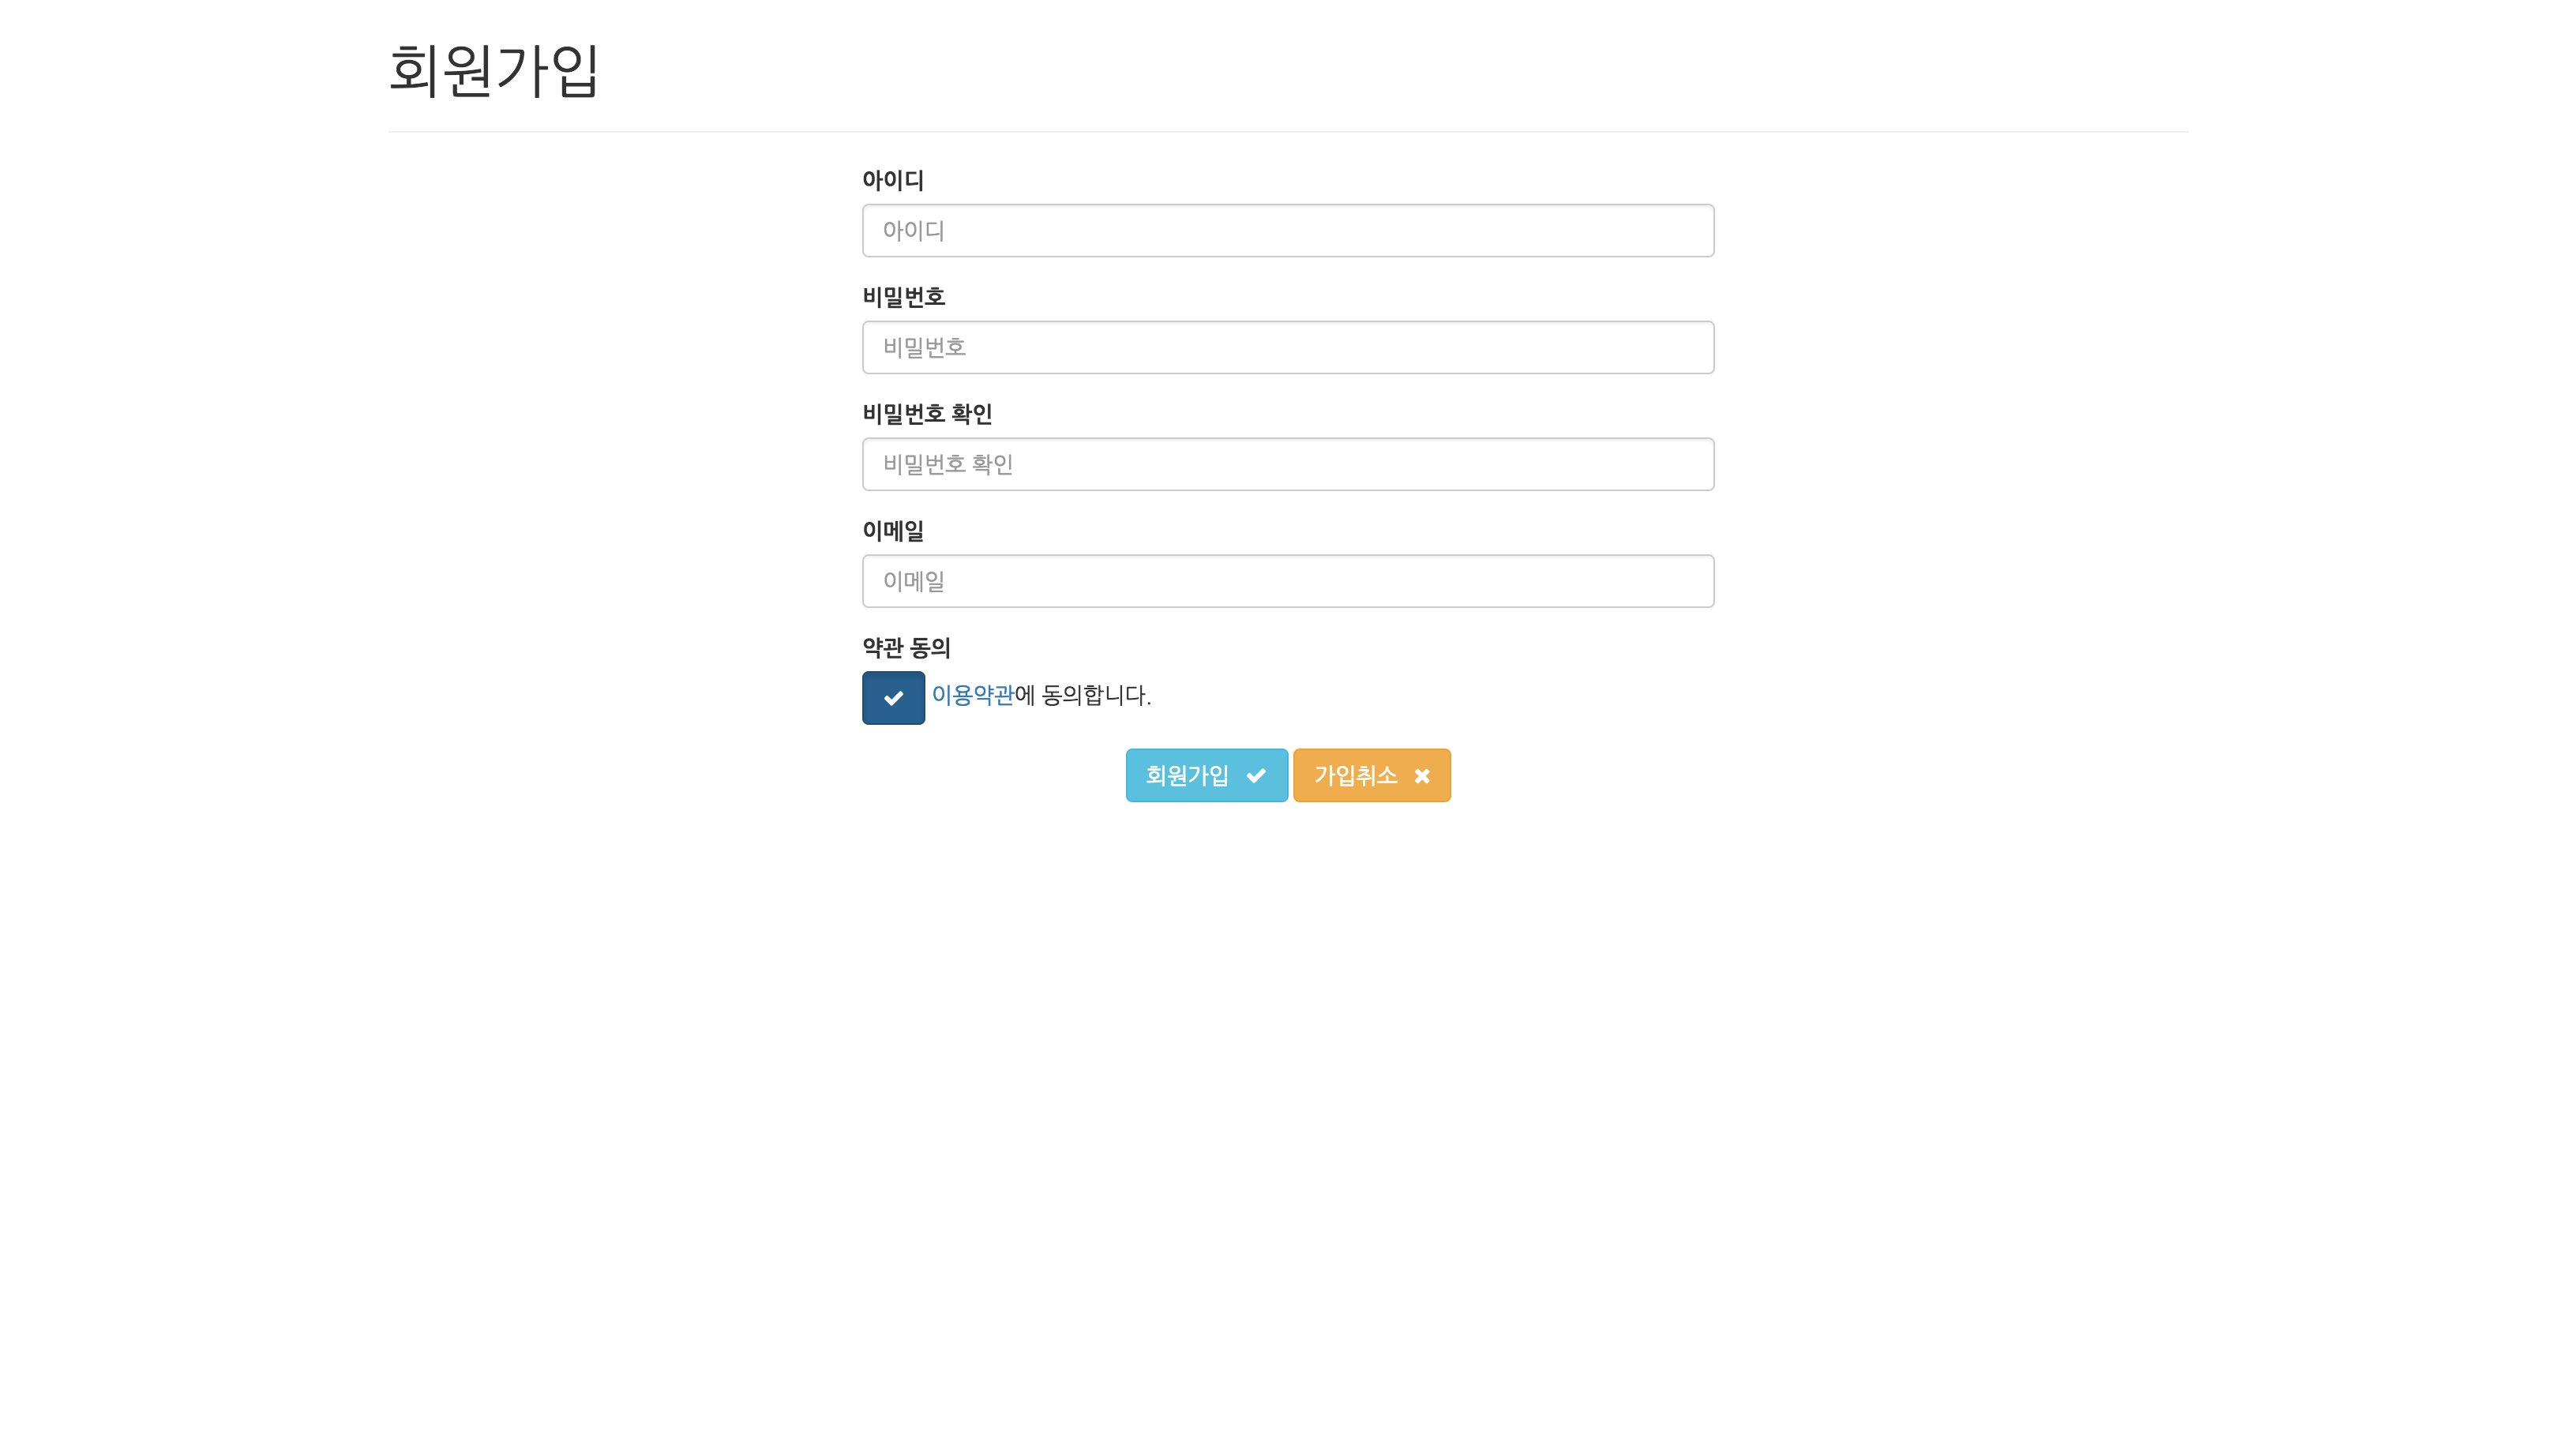 회원가입
아이디
아이디
비밀번호
비밀번호
비밀번호 확인
비밀번호 확인
이메일
이메일
약관 동의
이용약관에 동의합니다.
회원가입 가입취소